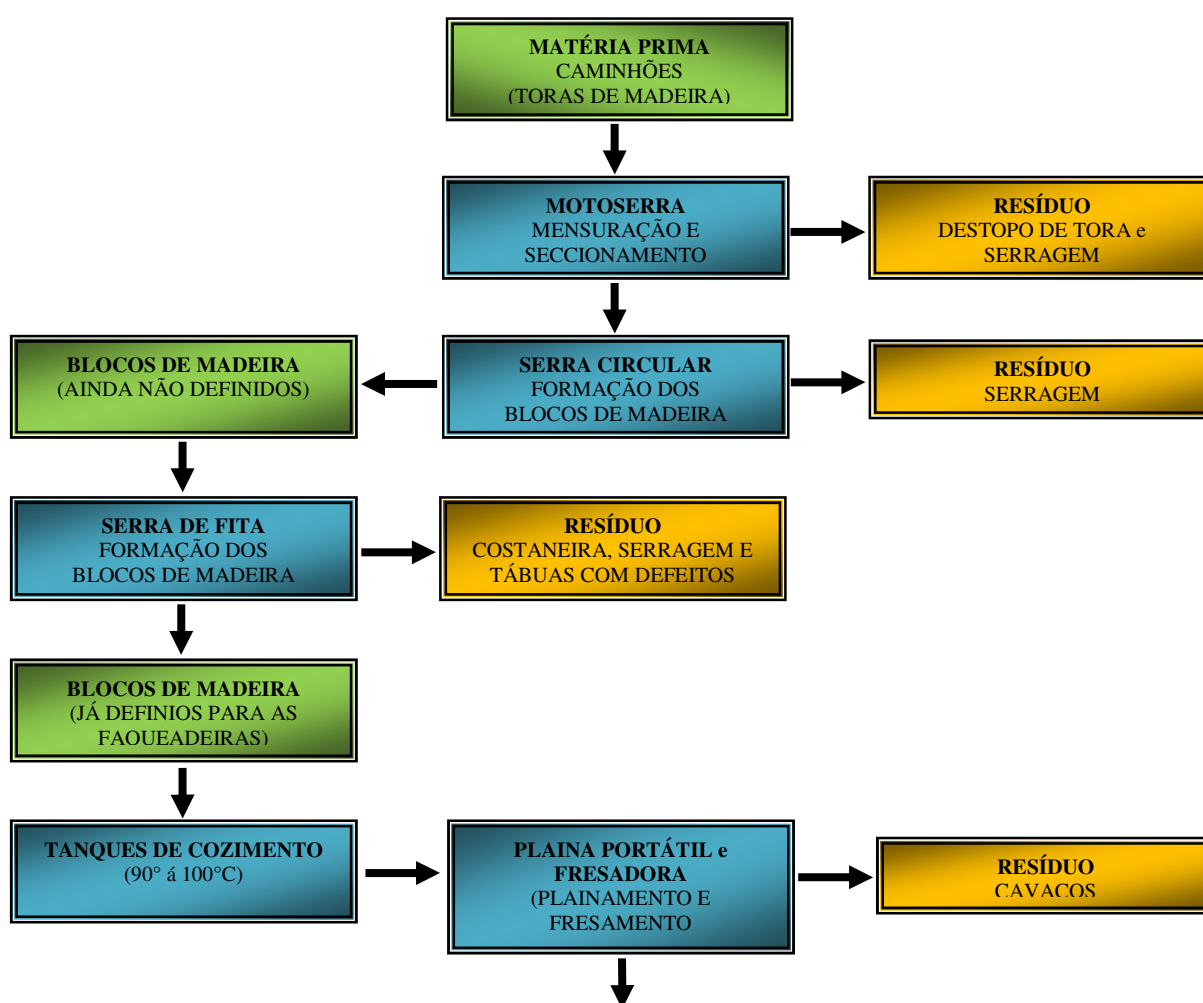 MATÉRIA PRIMA
CAMINHÕES
(TORAS DE MADEIRA)
MOTOSERRA
MENSURAÇÃO E
SECCIONAMENTO
RESÍDUO
DESTOPO DE TORA e
SERRAGEM
BLOCOS DE MADEIRA
(AINDA NÃO DEFINIDOS)
SERRA CIRCULAR
FORMAÇÃO DOS
BLOCOS DE MADEIRA
RESÍDUO
SERRAGEM
SERRA DE FITA
FORMAÇÃO DOS
BLOCOS DE MADEIRA
RESÍDUO
COSTANEIRA, SERRAGEM E
TÁBUAS COM DEFEITOS
BLOCOS DE MADEIRA
(JÁ DEFINIOS PARA AS
FAQUEADEIRAS)
TANQUES DE COZIMENTO
(90° á 100°C)
PLAINA PORTÁTIL e
FRESADORA
(PLAINAMENTO E
FRESAMENTO
RESÍDUO
CAVACOS